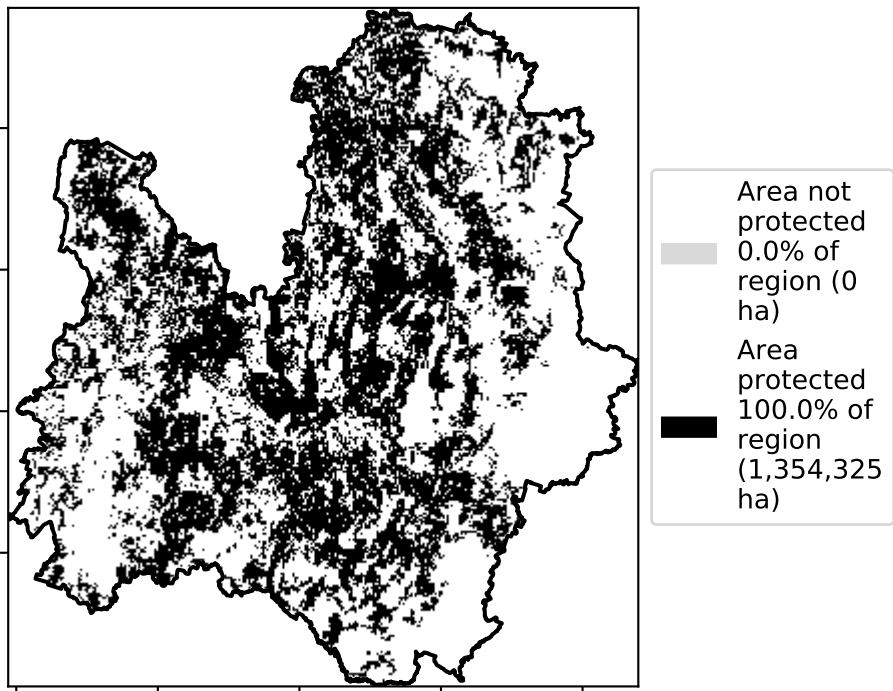 Area not
protected
0.0% of
region (0
ha)
Area
protected
100.0% of
region
(1,354,325
ha)